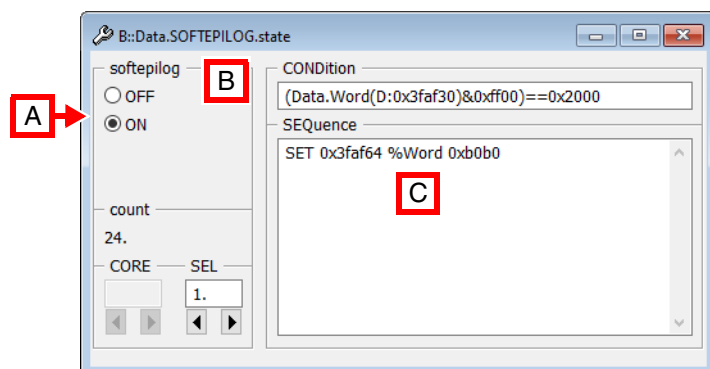 B::Data.SOFTEPILOG.state
softepilog
B
CONDition
OFF
(Data.Word(D:0x3faf30)&0xff00)==0x2000
A
ON
SEQuence
SET 0x3faf64 %Word 0xb0b0
C
count
24.
CORE SEL
1.